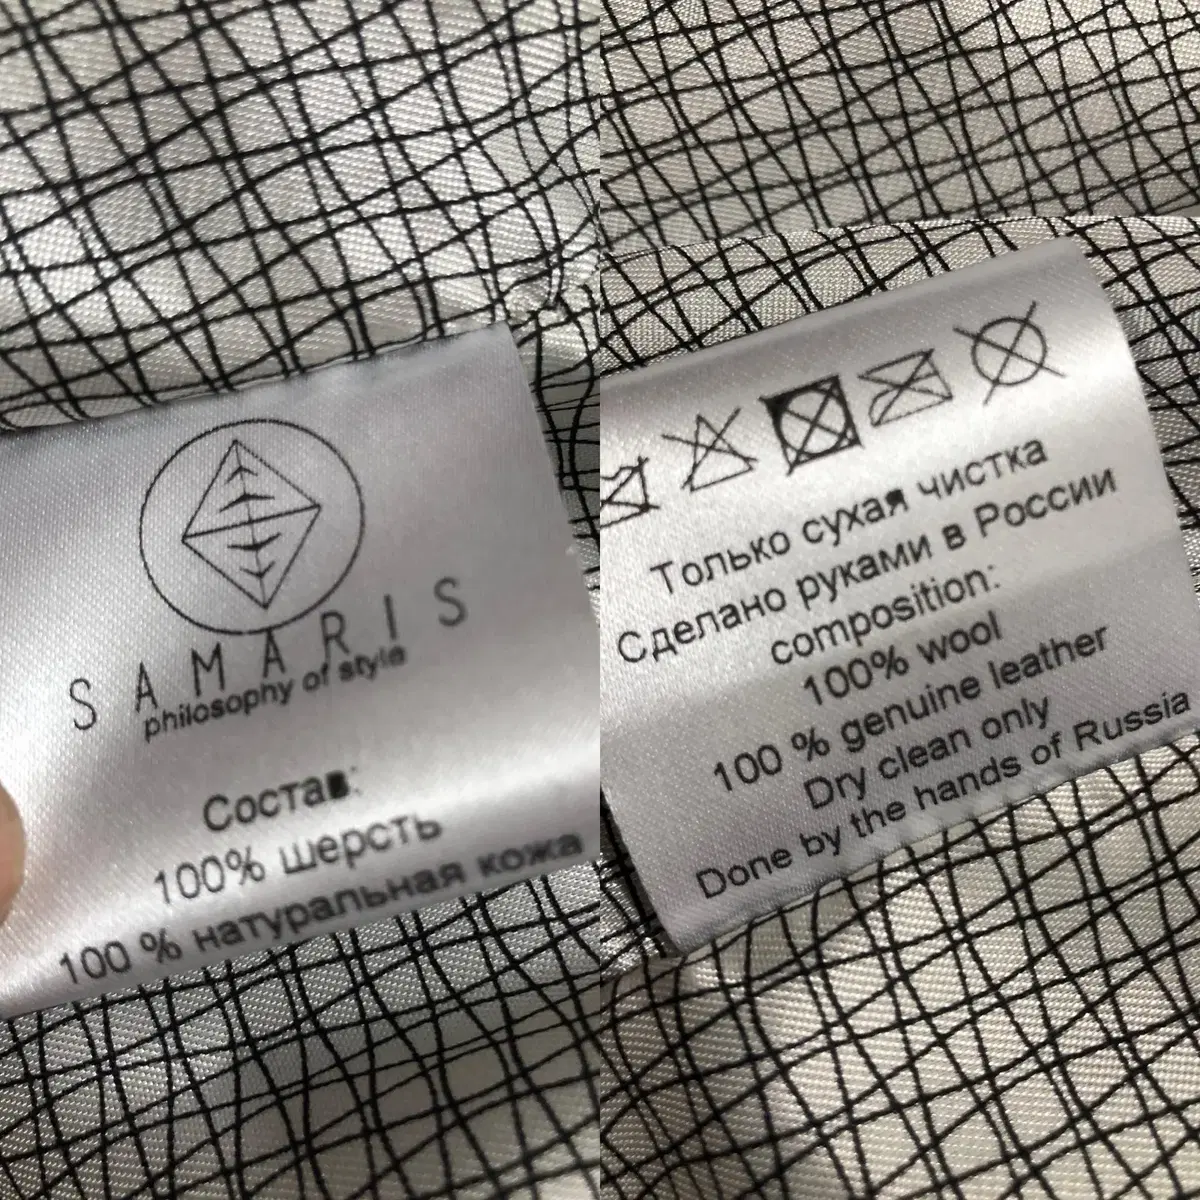 SAMARIS
philosophy of style
Состав:
100% шерсть
100 % натуральная кожа
Только сухая чистка
Сделано руками в России
composition:
100% wool
100 % genuine leather
Dry clean only
Done by the hands of Russia